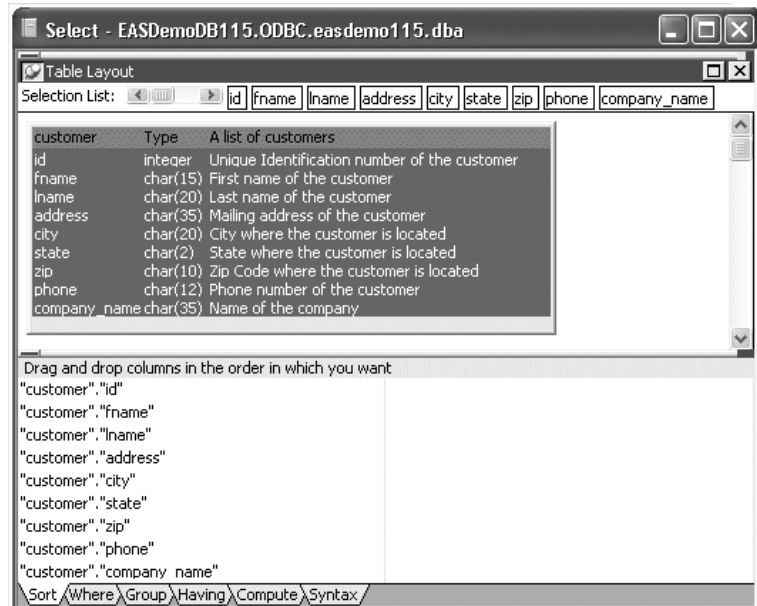 Select - EASDemoDB115.ODBC.easdemo115.dba
Table Layout
Selection List: id fname lname address city state zip phone company_name
customer Type A list of customers
id integer Unique Identification number of the customer
fname char(15) First name of the customer
lname char(20) Last name of the customer
address char(35) Mailing address of the customer
city char(20) City where the customer is located
state char(2) State where the customer is located
zip char(10) Zip Code where the customer is located
phone char(12) Phone number of the customer
company_name char(35) Name of the company
Drag and drop columns in the order in which you want
"customer"."id"
"customer"."fname"
"customer"."lname"
"customer"."address"
"customer"."city"
"customer"."state"
"customer"."zip"
"customer"."phone"
"customer"."company_name"
Sort Where Group Having Compute Syntax